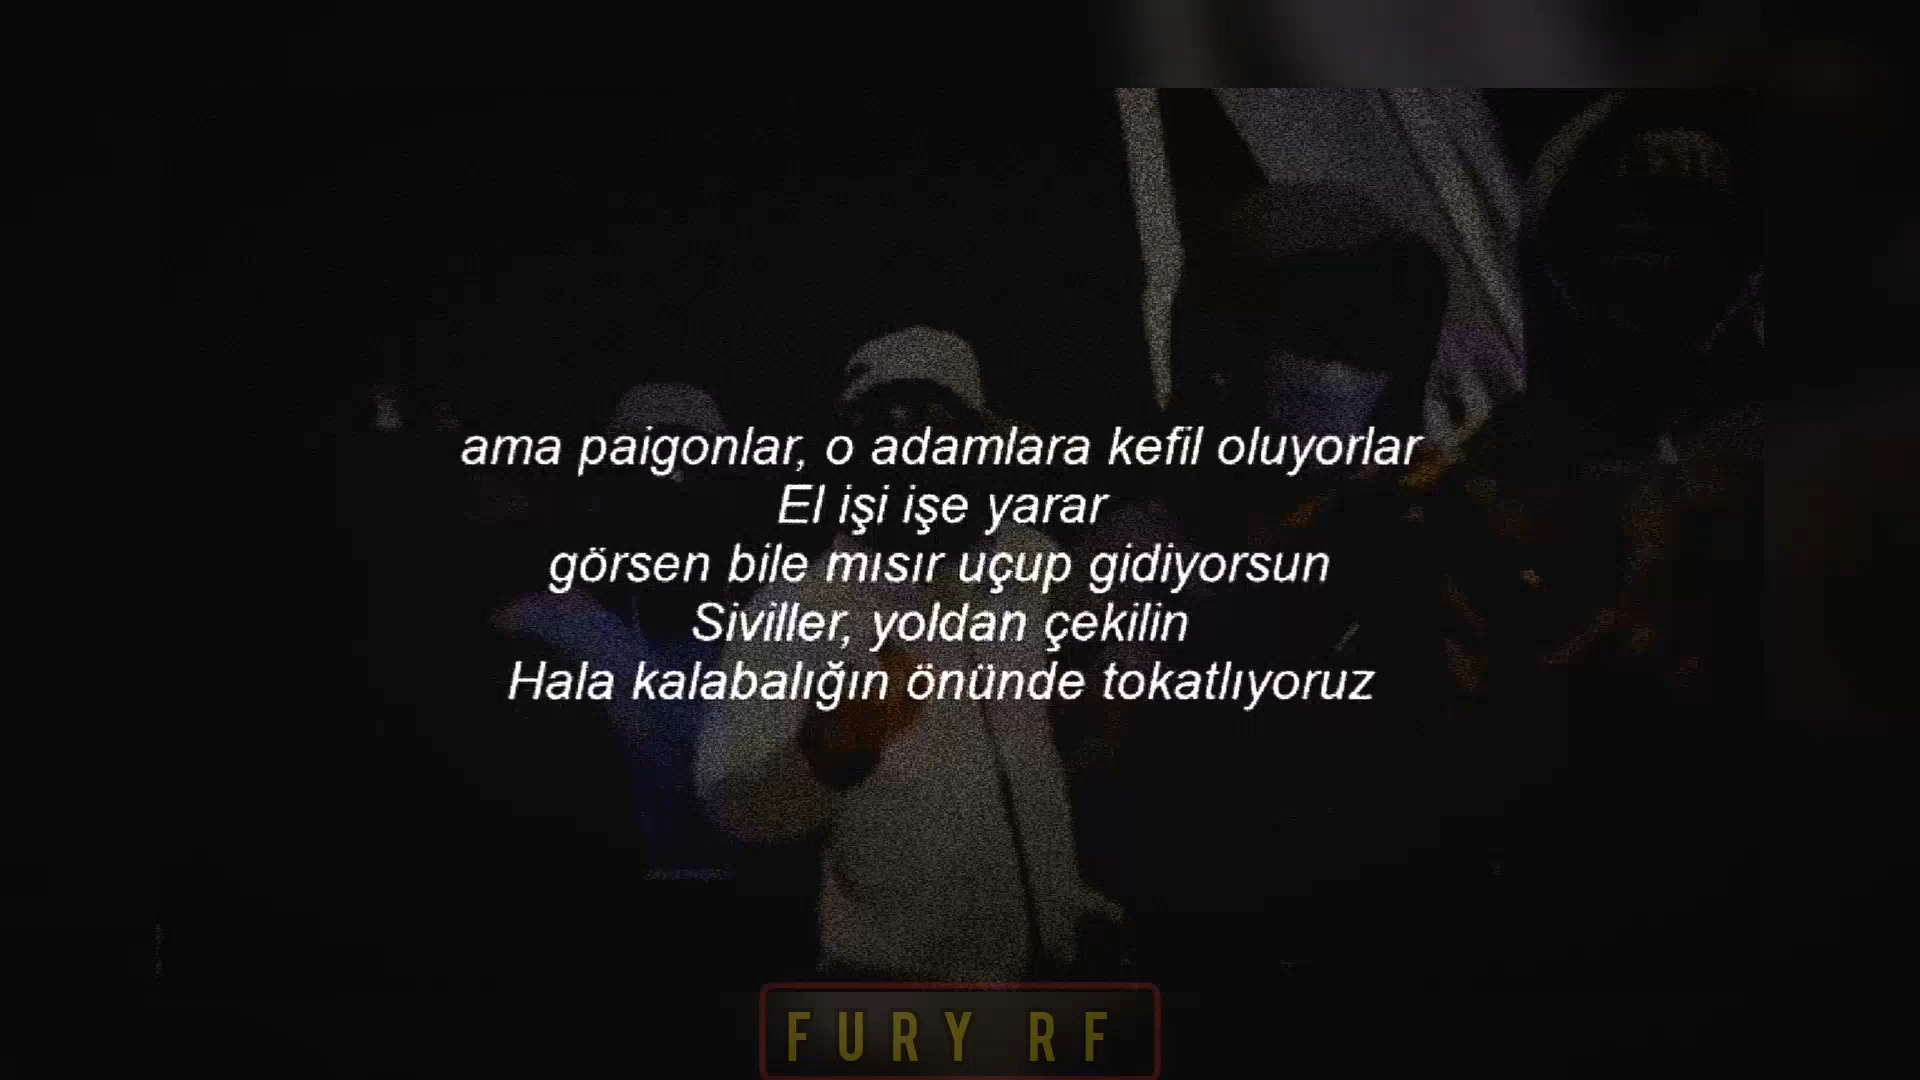 ama paigonlar, o adamlara kefil oluyorlar
El işi işe yarar
görsen bile mısır uçup gidiyorsun
Siviller, yoldan çekilin
Hala kalabalığın önünde tokatlıyoruz
FURY RF